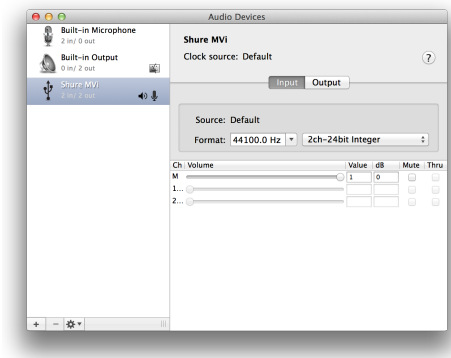 Audio Devices
Built-in Microphone
2 in/ 0 out
Built-in Output
0 in/ 2 out
Shure MVi
2 in/ 2 out
Shure MVi
Clock source: Default
?
Input Output
Source: Default
Format: 44100.0 Hz 2ch-24bit Integer
Ch Volume Value dB Mute Thru
M 1 0
1...
2...